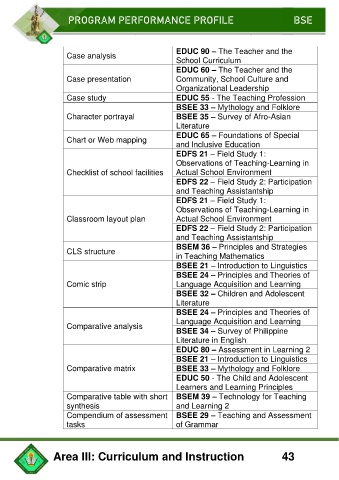 PROGRAM PERFORMANCE PROFILE BSE
Case analysis
EDUC 90 – The Teacher and the
School Curriculum
Case presentation
EDUC 60 – The Teacher and the
Community, School Culture and
Organizational Leadership
Case study
EDUC 55 - The Teaching Profession
Character portrayal
BSEE 33 – Mythology and Folklore
BSEE 35 – Survey of Afro-Asian
Literature
Chart or Web mapping
EDUC 65 – Foundations of Special
and Inclusive Education
Checklist of school facilities
EDFS 21 – Field Study 1:
Observations of Teaching-Learning in
Actual School Environment
EDFS 22 – Field Study 2: Participation
and Teaching Assistantship
Classroom layout plan
EDFS 21 – Field Study 1:
Observations of Teaching-Learning in
Actual School Environment
EDFS 22 – Field Study 2: Participation
and Teaching Assistantship
CLS structure
BSEM 36 – Principles and Strategies
in Teaching Mathematics
Comic strip
BSEE 21 – Introduction to Linguistics
BSEE 24 – Principles and Theories of
Language Acquisition and Learning
BSEE 32 – Children and Adolescent
Literature
Comparative analysis
BSEE 24 – Principles and Theories of
Language Acquisition and Learning
BSEE 34 – Survey of Philippine
Literature in English
Comparative matrix
EDUC 80 – Assessment in Learning 2
BSEE 21 – Introduction to Linguistics
BSEE 33 – Mythology and Folklore
EDUC 50 - The Child and Adolescent
Learners and Learning Principles
Comparative table with short
synthesis
BSEM 39 – Technology for Teaching
and Learning 2
Compendium of assessment
tasks
BSEE 29 – Teaching and Assessment
of Grammar
Area III: Curriculum and Instruction 43